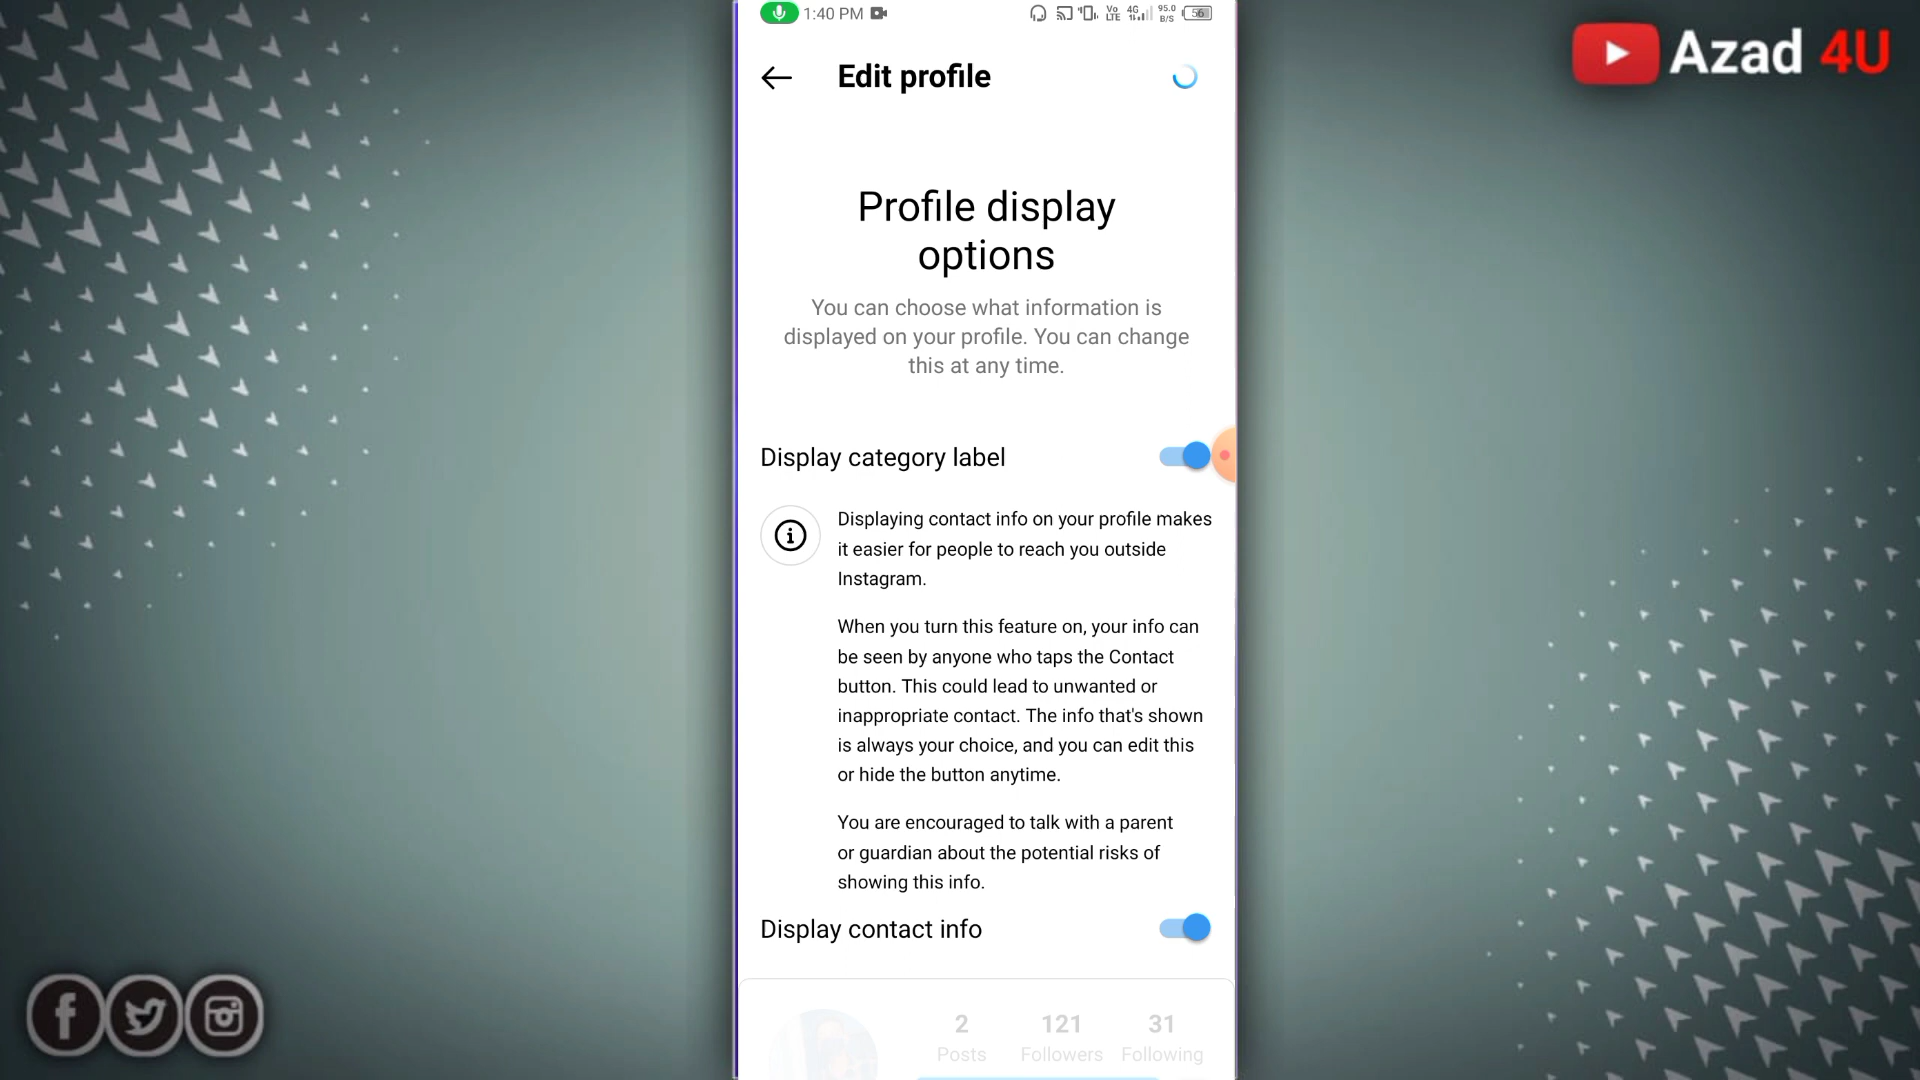 1:40 PM
Vo LTE 4G 95.0 B/S 56
Azad 4U
Edit profile
Profile display
options
You can choose what information is
displayed on your profile. You can change
this at any time.
Display category label
Displaying contact info on your profile makes
it easier for people to reach you outside
Instagram.
When you turn this feature on, your info can
be seen by anyone who taps the Contact
button. This could lead to unwanted or
inappropriate contact. The info that's shown
is always your choice, and you can edit this
or hide the button anytime.
You are encouraged to talk with a parent
or guardian about the potential risks of
showing this info.
Display contact info
2 121 31
Posts Followers Following